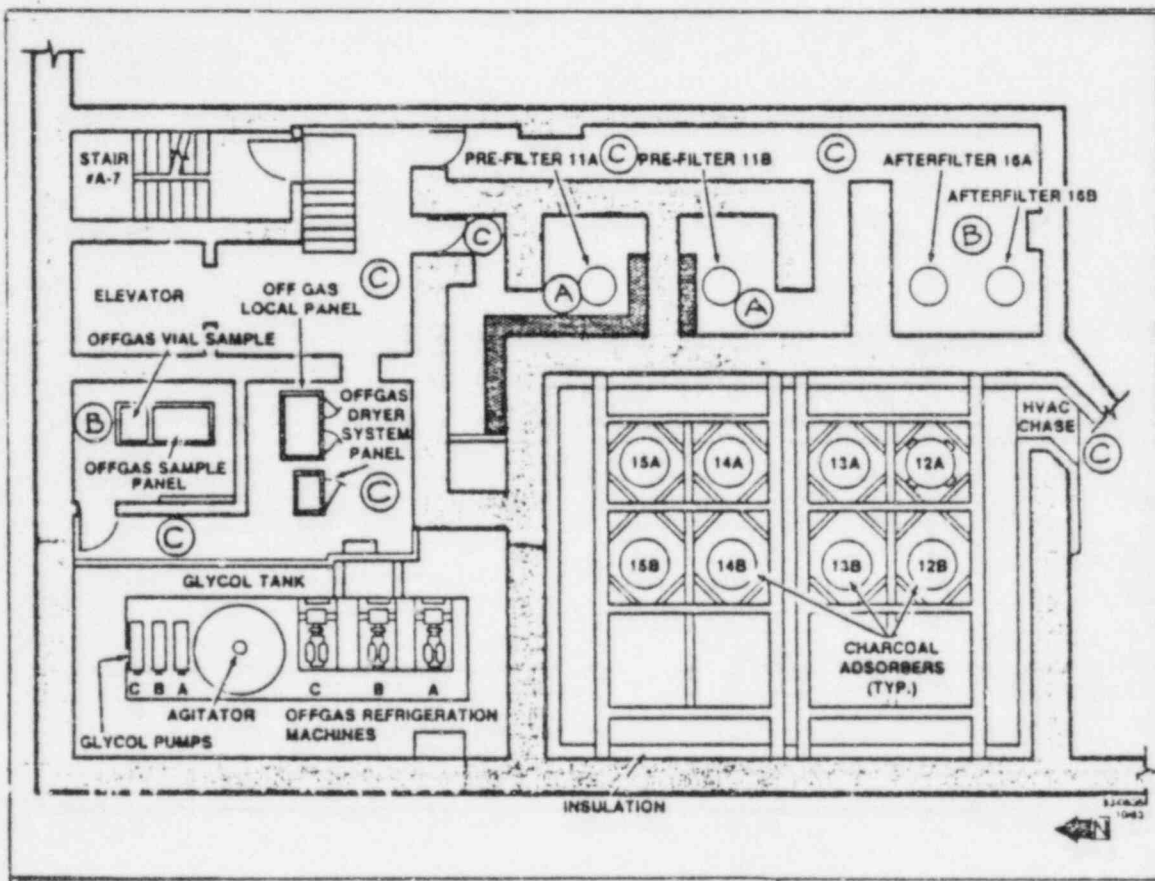 STAIR
#A-7
PRE-FILTER 11A
C
PRE-FILTER 11B
C
AFTERFILTER 16A
AFTERFILTER 16B
B
C
A
A
C
ELEVATOR
OFF GAS
LOCAL PANEL
OFFGAS VIAL SAMPLE
B
OFFGAS SAMPLE
PANEL
OFFGAS
DRYER
SYSTEM
PANEL
C
C
HVAC
CHASE
C
15A
14A
13A
12A
15B
14B
13B
12B
CHARCOAL
ADSORBERS
(TYP.)
GLYCOL TANK
C B A
AGITATOR
GLYCOL PUMPS
C B A
OFFGAS REFRIGERATION
MACHINES
INSULATION
N